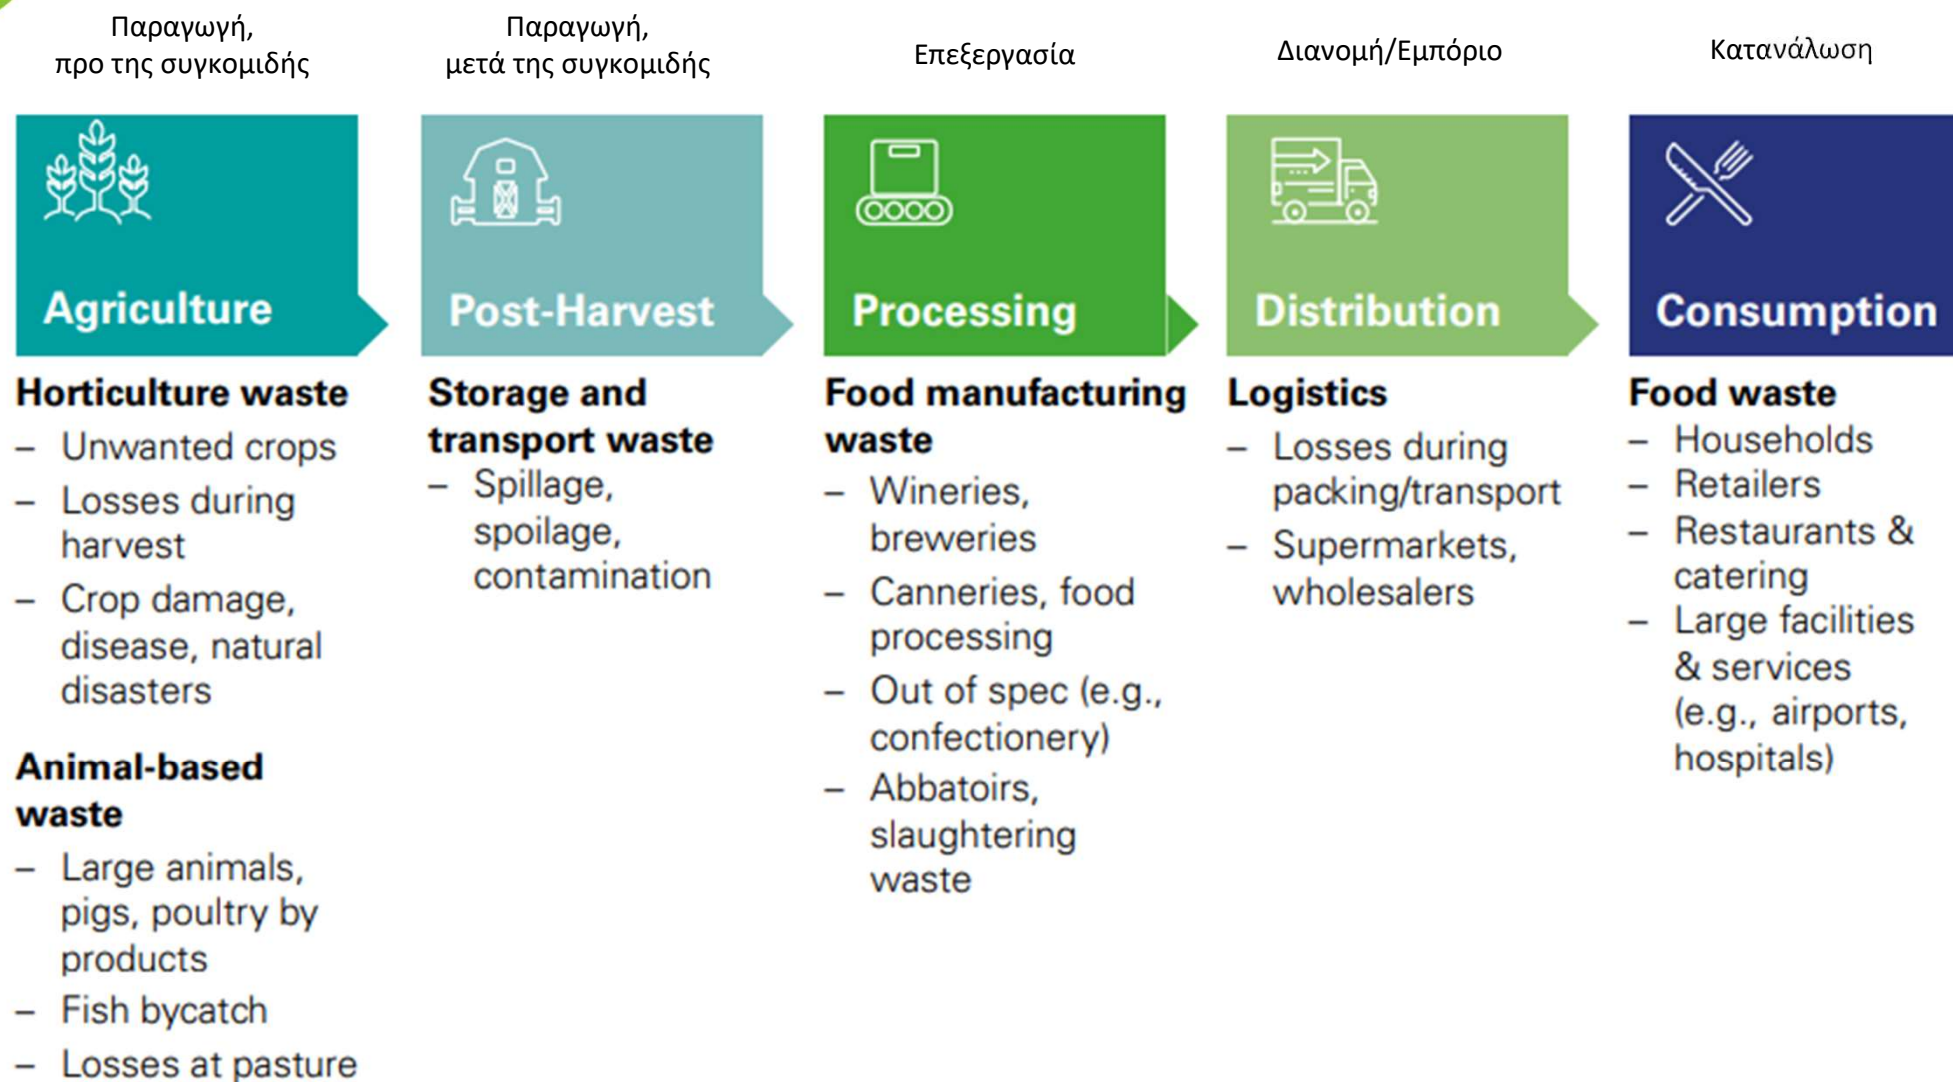 Παραγωγή,
προ της συγκομιδής
Παραγωγή,
μετά της συγκομιδής
Επεξεργασία
Διανομή/Εμπόριο
Κατανάλωση
Agriculture
Post-Harvest
Processing
Distribution
Consumption
Horticulture waste
– Unwanted crops
– Losses during
harvest
– Crop damage,
disease, natural
disasters
Animal-based
waste
– Large animals,
pigs, poultry by
products
– Fish bycatch
– Losses at pasture
Storage and
transport waste
– Spillage,
spoilage,
contamination
Food manufacturing
waste
– Wineries,
breweries
– Canneries, food
processing
– Out of spec (e.g.,
confectionery)
– Abbatoirs,
slaughtering
waste
Logistics
– Losses during
packing/transport
– Supermarkets,
wholesalers
Food waste
– Households
– Retailers
– Restaurants &
catering
– Large facilities
& services
(e.g., airports,
hospitals)